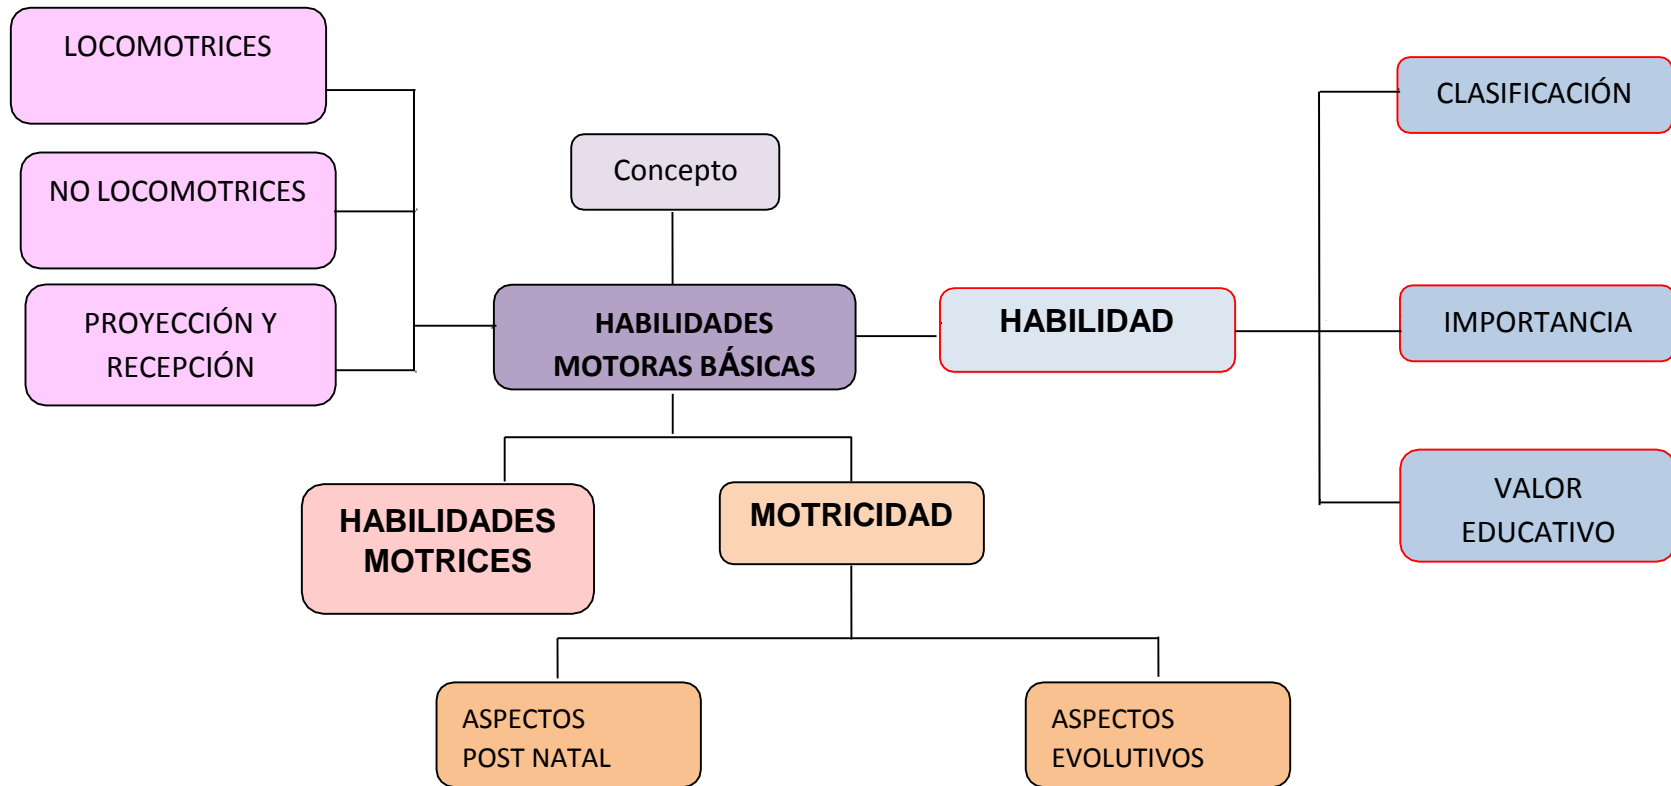 LOCOMOTRICES
NO LOCOMOTRICES
PROYECCIÓN Y
RECEPCIÓN
Concepto
HABILIDADES
MOTORAS BÁSICAS
HABILIDAD
CLASIFICACIÓN
IMPORTANCIA
VALOR
EDUCATIVO
HABILIDADES
MOTRICES
MOTRICIDAD
ASPECTOS
POST NATAL
ASPECTOS
EVOLUTIVOS